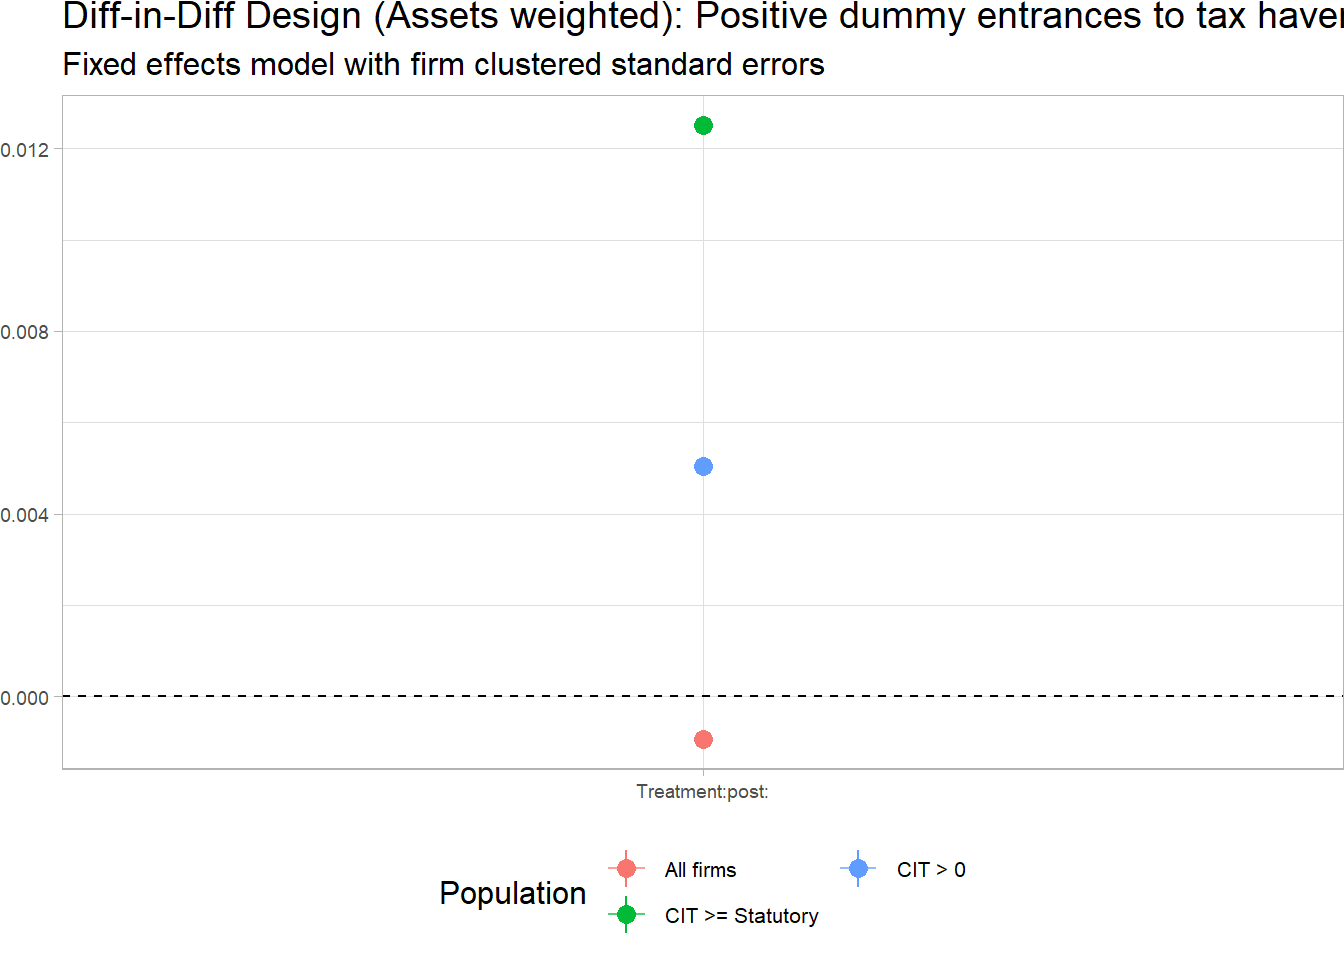 Diff-in-Diff Design (Assets weighted): Positive dummy entrances to tax haven
Fixed effects model with firm clustered standard errors
0.012
0.008
0.004
0.000
Treatment:post:
Population
All firms
CIT > 0
CIT >= Statutory